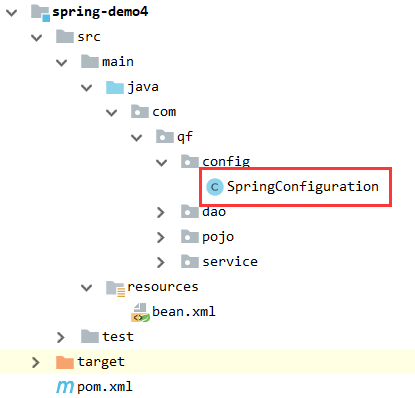 spring-demo4
src
main
java
com
qf
config
SpringConfiguration
dao
pojo
service
resources
bean.xml
test
target
pom.xml